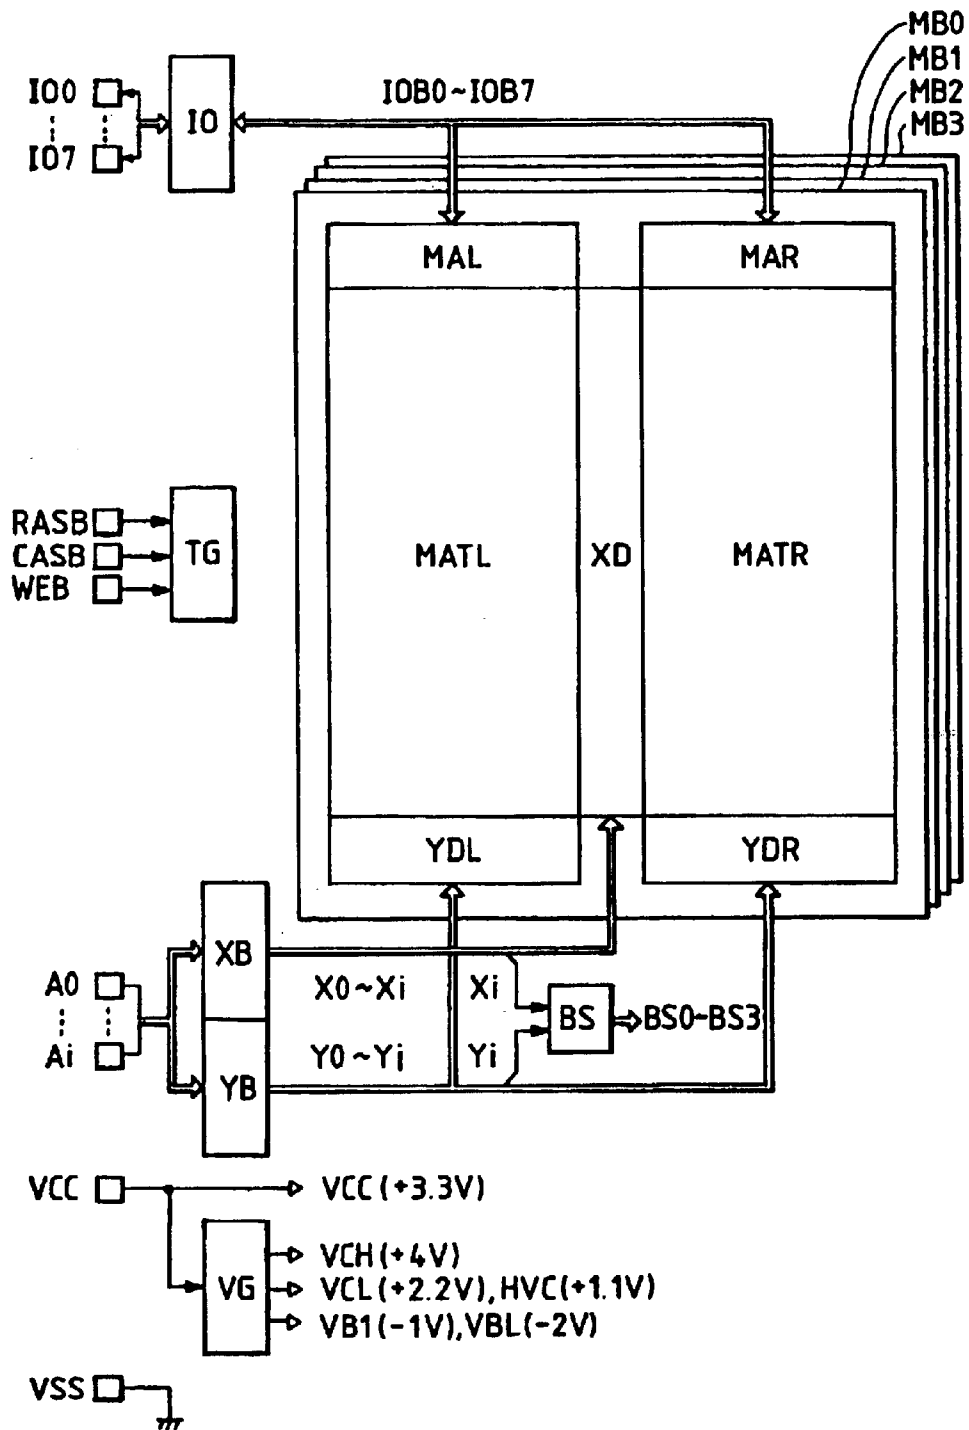 MB0
MB1
MB2
MB3
IO0
IO7
IO
IOB0~IOB7
MAL
MAR
RASB
CASB
WEB
TG
MATL
XD
MATR
YDL
YDR
XB
A0
Ai
X0~Xi
Xi
BS
BS0~BS3
Y0~Yi
Yi
YB
VCC
VCC(+3.3V)
VG
VCH(+4V)
VCL(+2.2V),HVC(+1.1V)
VB1(-1V),VBL(-2V)
VSS